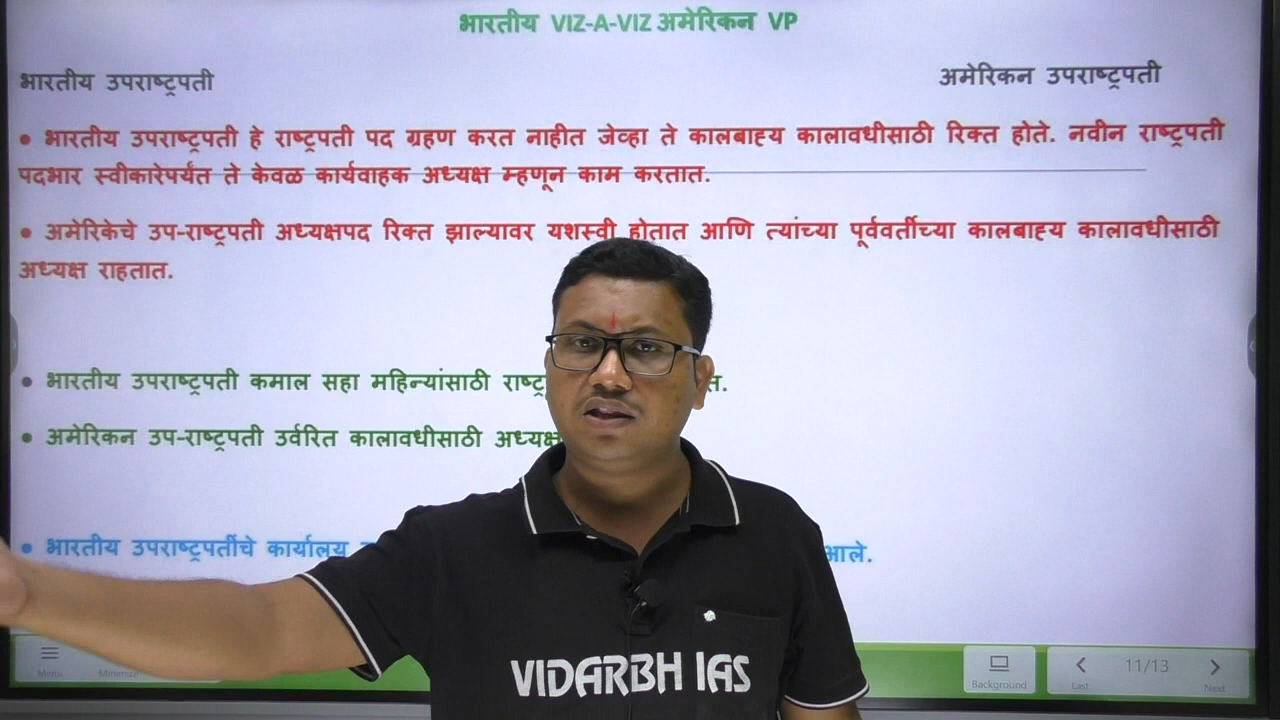 भारतीय VIZ-A-VIZ अमेरिकन VP
भारतीय उपराष्ट्रपती अमेरिकन उपराष्ट्रपती
• भारतीय उपराष्ट्रपती हे राष्ट्रपती पद ग्रहण करत नाहीत जेव्हा ते कालबाह्य कालावधीसाठी रिक्त होते. नवीन राष्ट्रपती
पदभार स्वीकारेपर्यंत ते केवळ कार्यवाहक अध्यक्ष म्हणून काम करतात.
• अमेरिकेचे उप-राष्ट्रपती अध्यक्षपद रिक्त झाल्यावर यशस्वी होतात आणि त्यांच्या पूर्ववर्तीच्या कालबाह्य कालावधीसाठी
अध्यक्ष राहतात.
• भारतीय उपराष्ट्रपती कमाल सहा महिन्यांसाठी
• अमेरिकन उप-राष्ट्रपती उर्वरित कालावधीसाठी
• भारतीय उपराष्ट्रपतींचे कार्यालय आले.
VIDARBH IAS
Menu Minimize Background Last 11/13 Next